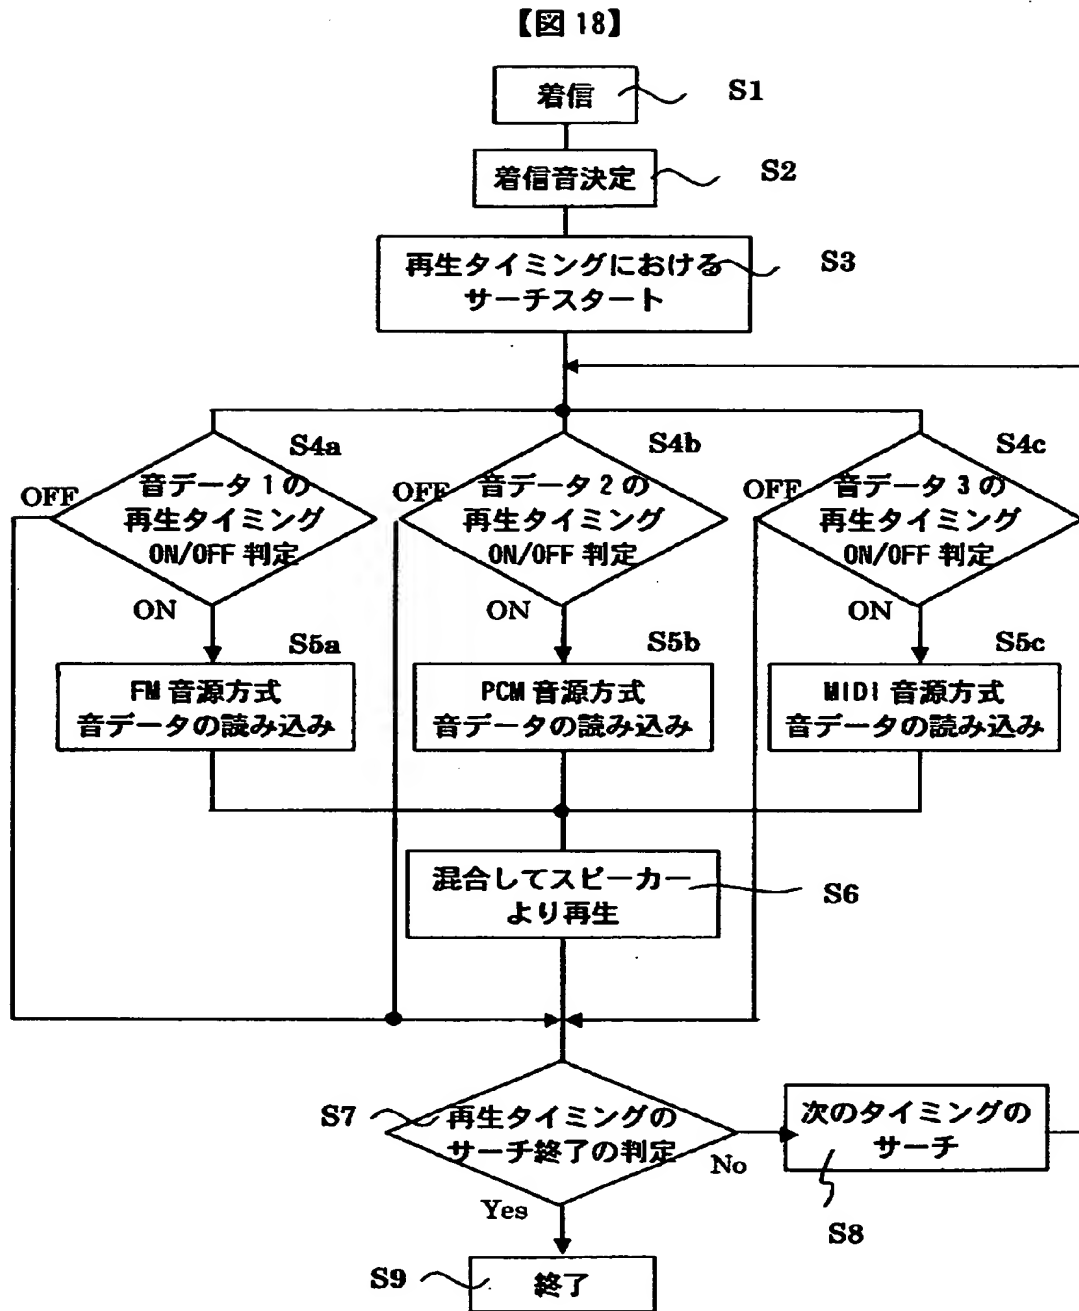 【図 18】
着信
S1
着信音決定
S2
再生タイミングにおける
サーチスタート
S3
S4a
音データ 1 の
再生タイミング
ON/OFF 判定
OFF
ON
S4b
音データ 2 の
再生タイミング
ON/OFF 判定
OFF
ON
S4c
音データ 3 の
再生タイミング
ON/OFF 判定
OFF
ON
S5a
FM 音源方式
音データの読み込み
S5b
PCM 音源方式
音データの読み込み
S5c
MIDI 音源方式
音データの読み込み
混合してスピーカー
より再生
S6
S7
再生タイミングの
サーチ終了の判定
No
Yes
次のタイミングの
サーチ
S8
S9
終了